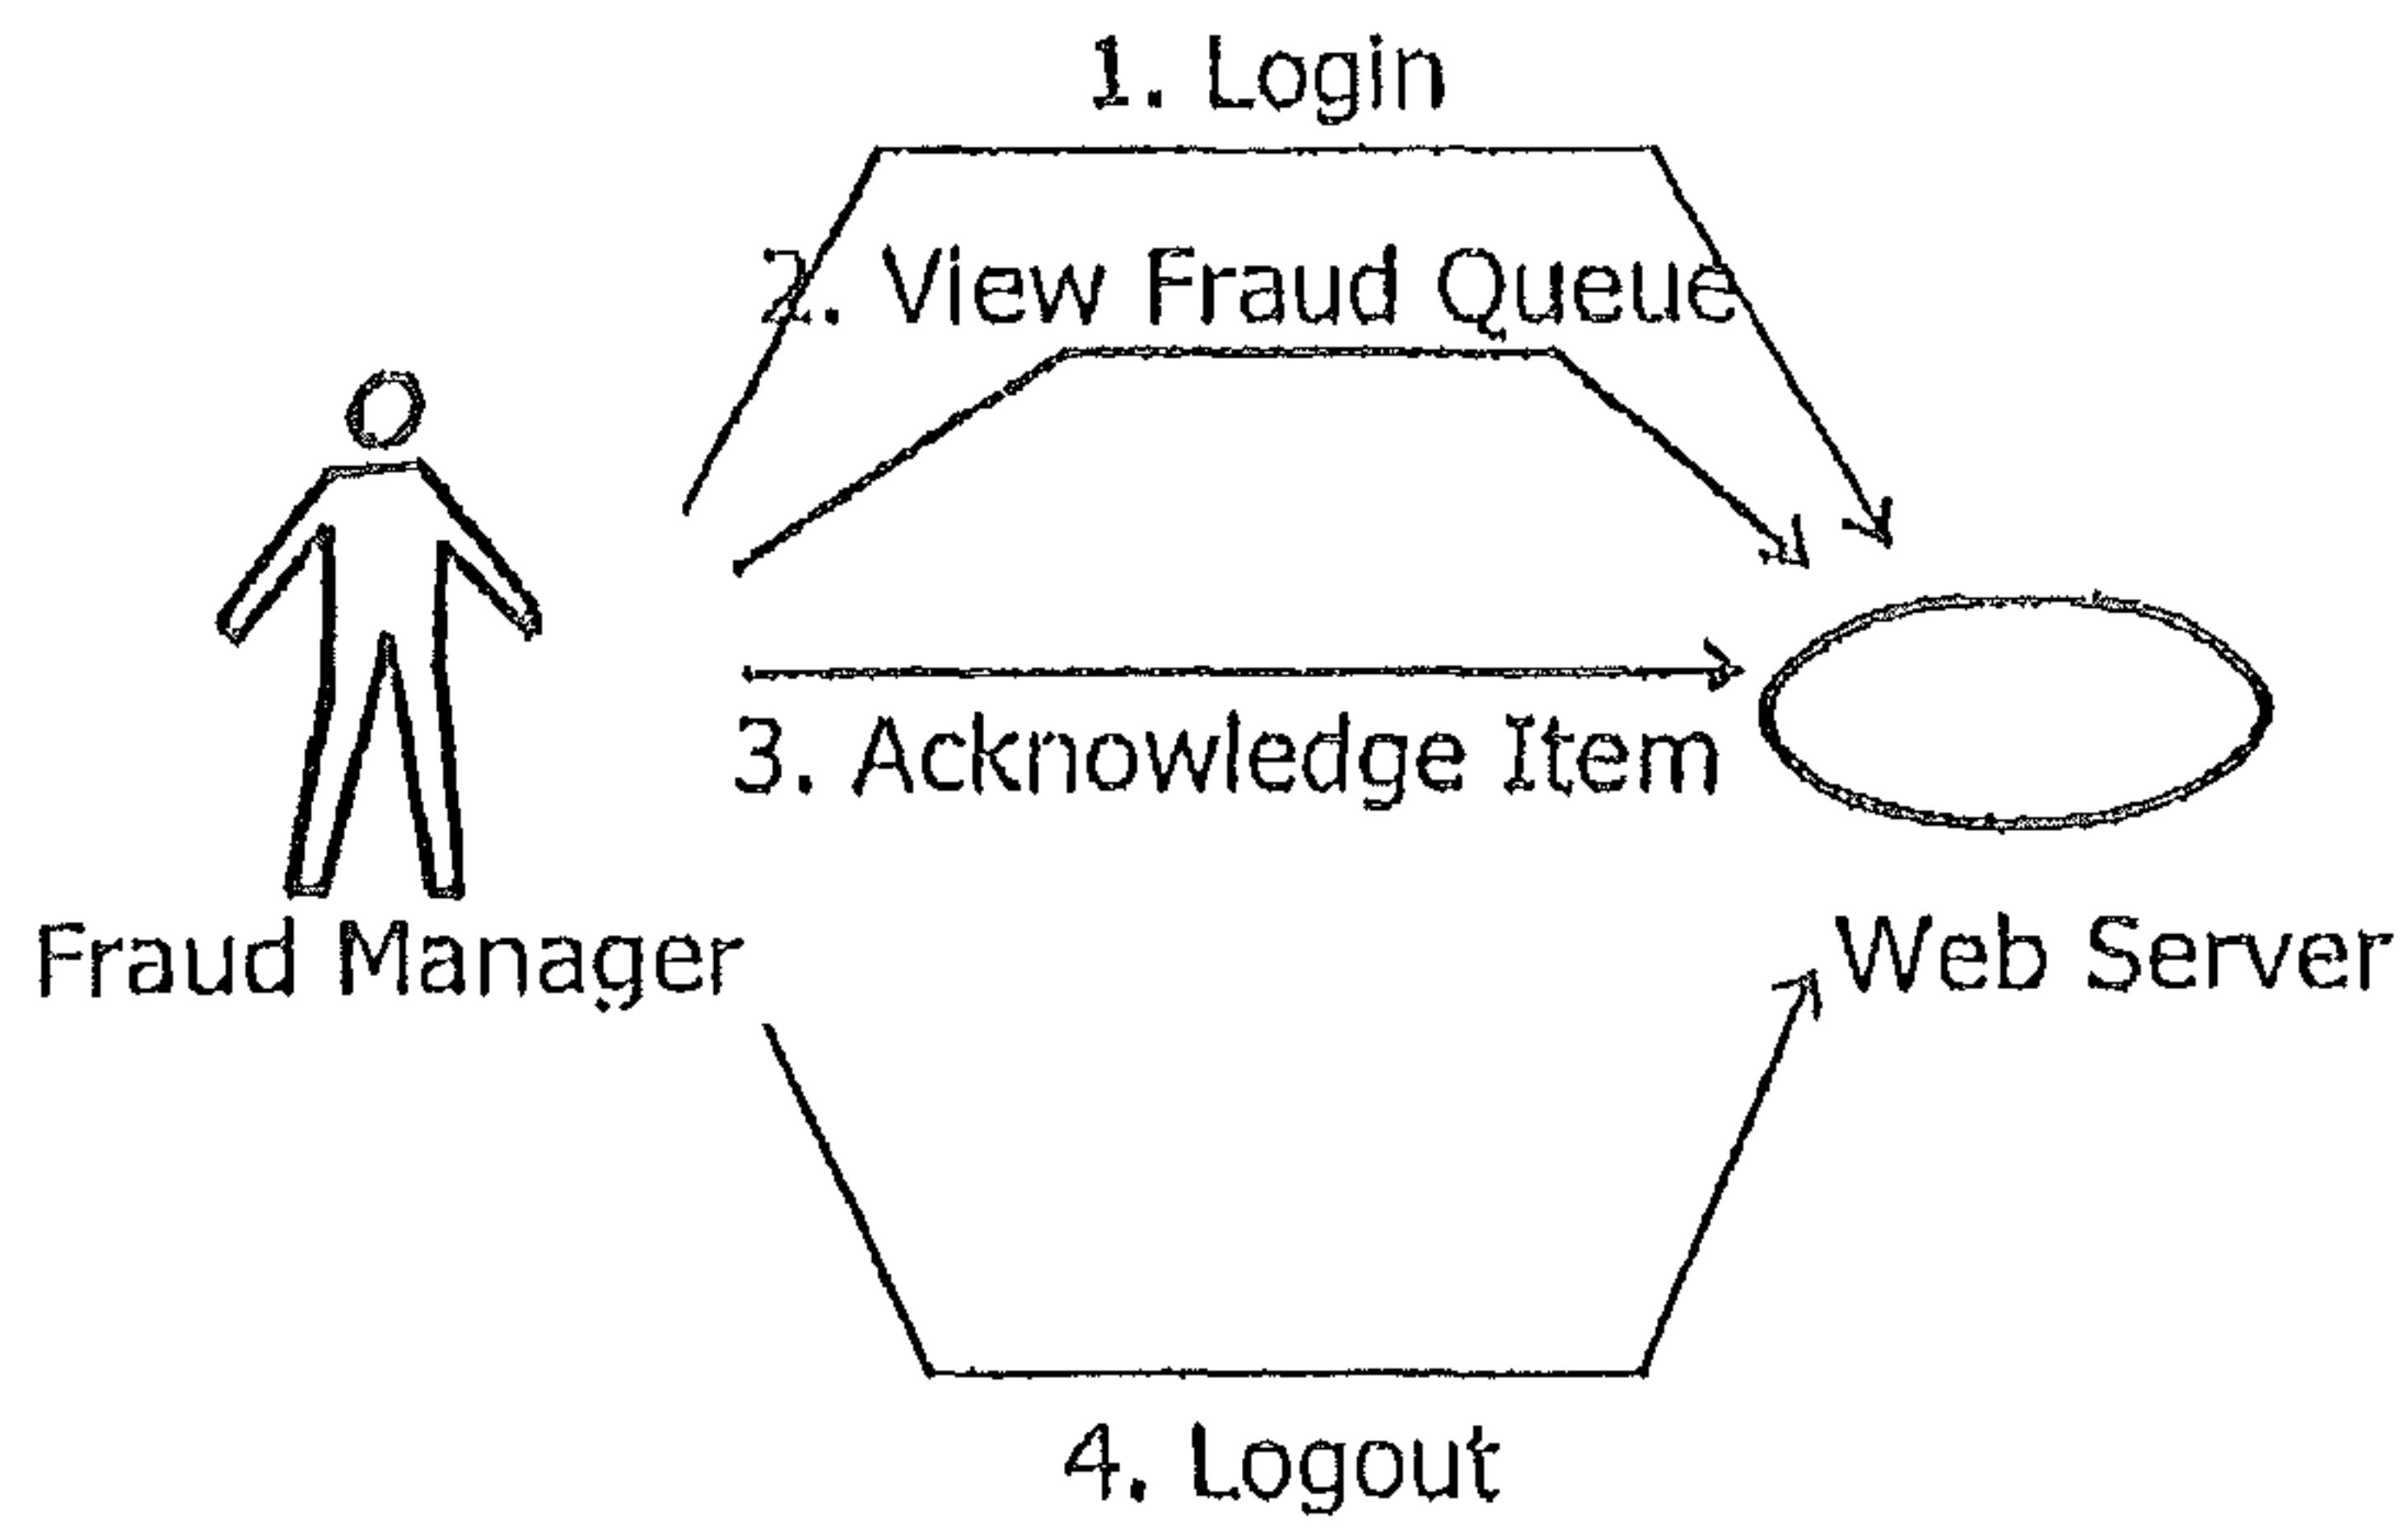 1. Login
2. View Fraud Queue
3. Acknowledge Item
Fraud Manager
Web Server
4. Logout